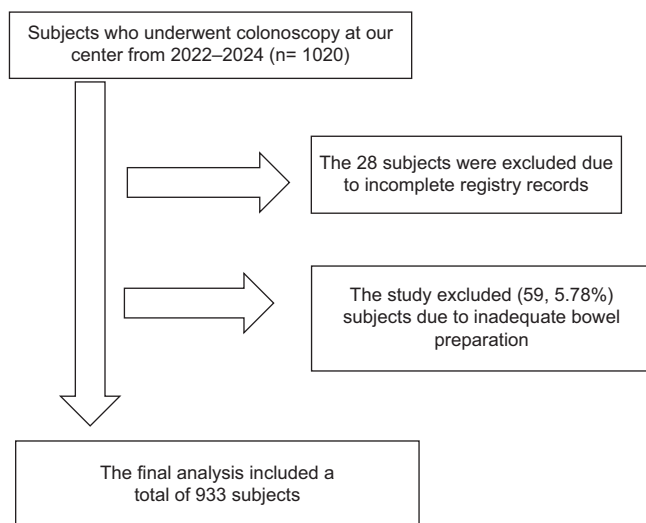 Subjects who underwent colonoscopy at our
center from 2022–2024 (n= 1020)
The 28 subjects were excluded due
to incomplete registry records
The study excluded (59, 5.78%)
subjects due to inadequate bowel
preparation
The final analysis included a
total of 933 subjects